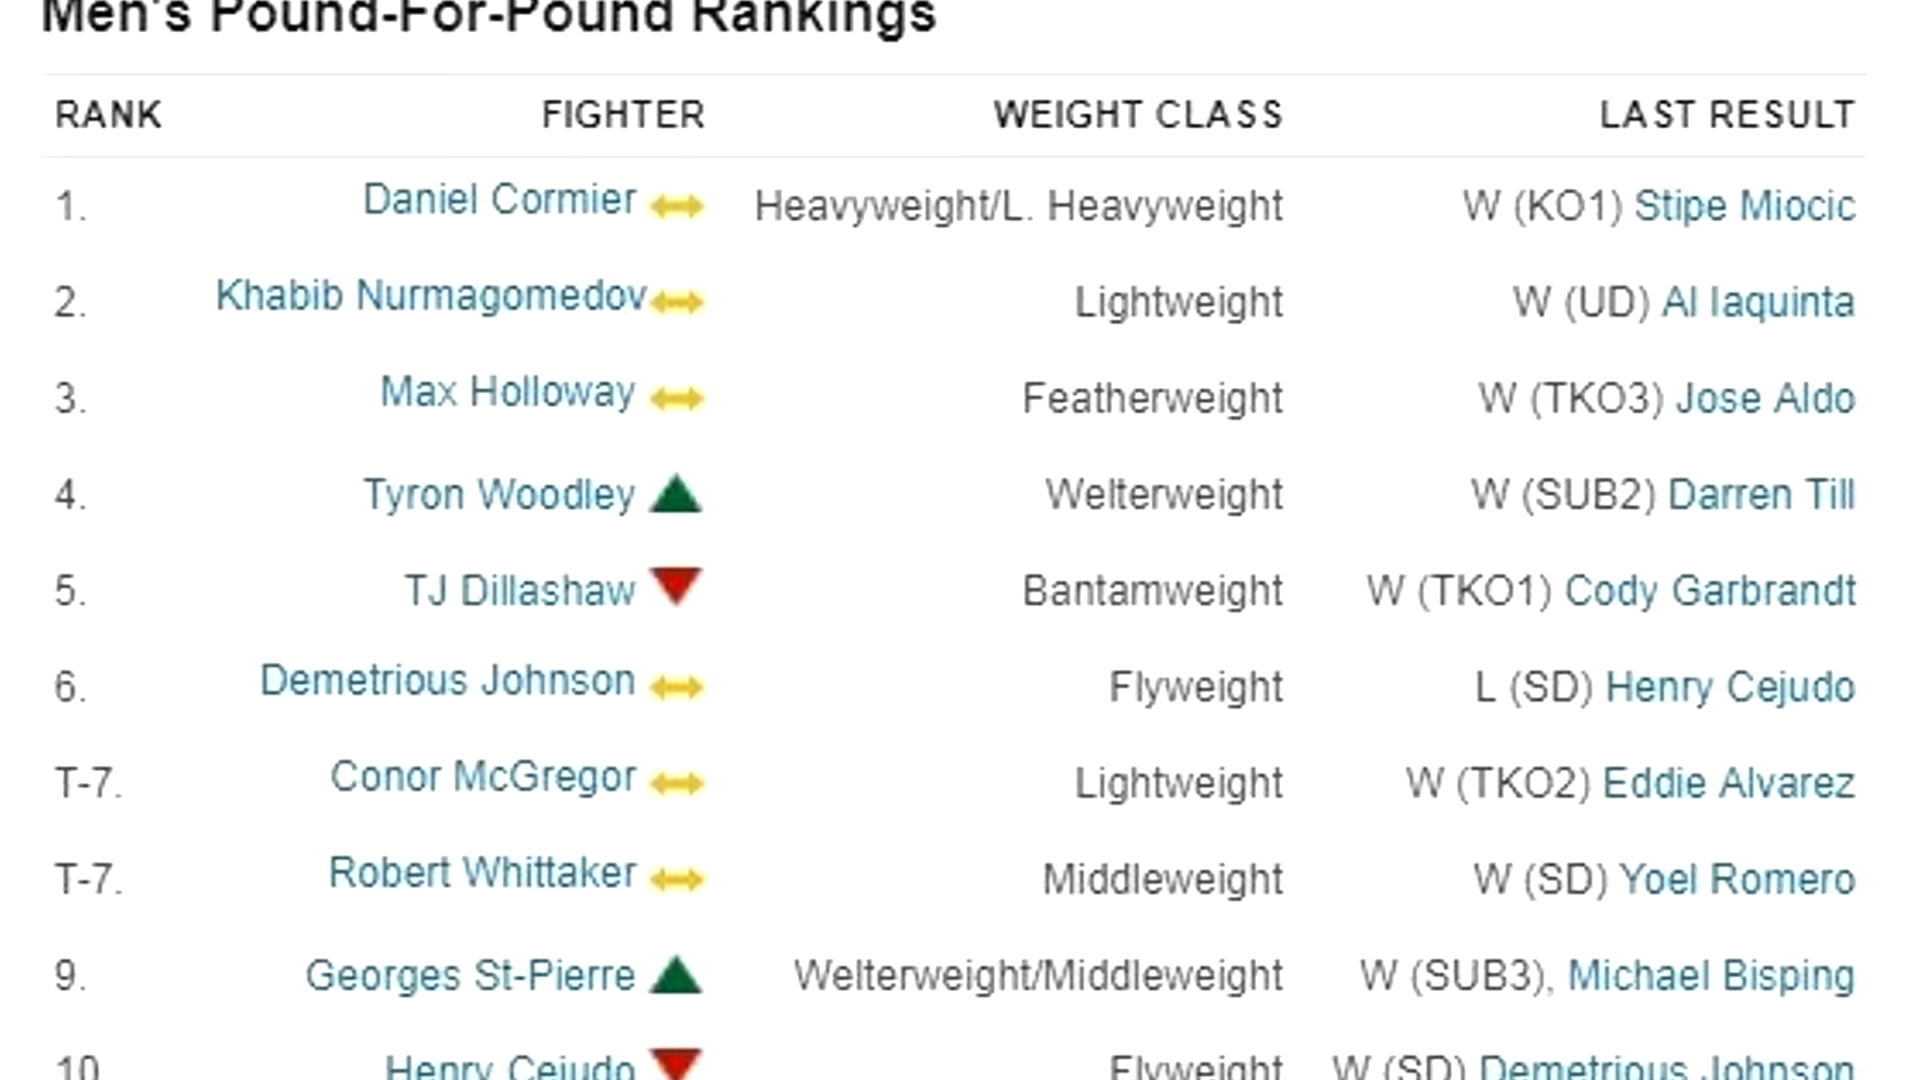 Men's Pound-For-Pound Rankings
RANK FIGHTER WEIGHT CLASS LAST RESULT
1. Daniel Cormier Heavyweight/L. Heavyweight W (KO1) Stipe Miocic
2. Khabib Nurmagomedov Lightweight W (UD) Al Iaquinta
3. Max Holloway Featherweight W (TKO3) Jose Aldo
4. Tyron Woodley Welterweight W (SUB2) Darren Till
5. TJ Dillashaw Bantamweight W (TKO1) Cody Garbrandt
6. Demetrious Johnson Flyweight L (SD) Henry Cejudo
T-7. Conor McGregor Lightweight W (TKO2) Eddie Alvarez
T-7. Robert Whittaker Middleweight W (SD) Yoel Romero
9. Georges St-Pierre Welterweight/Middleweight W (SUB3), Michael Bisping
10 Henry Cejudo Flyweight W (SD) Demetrious Johnson